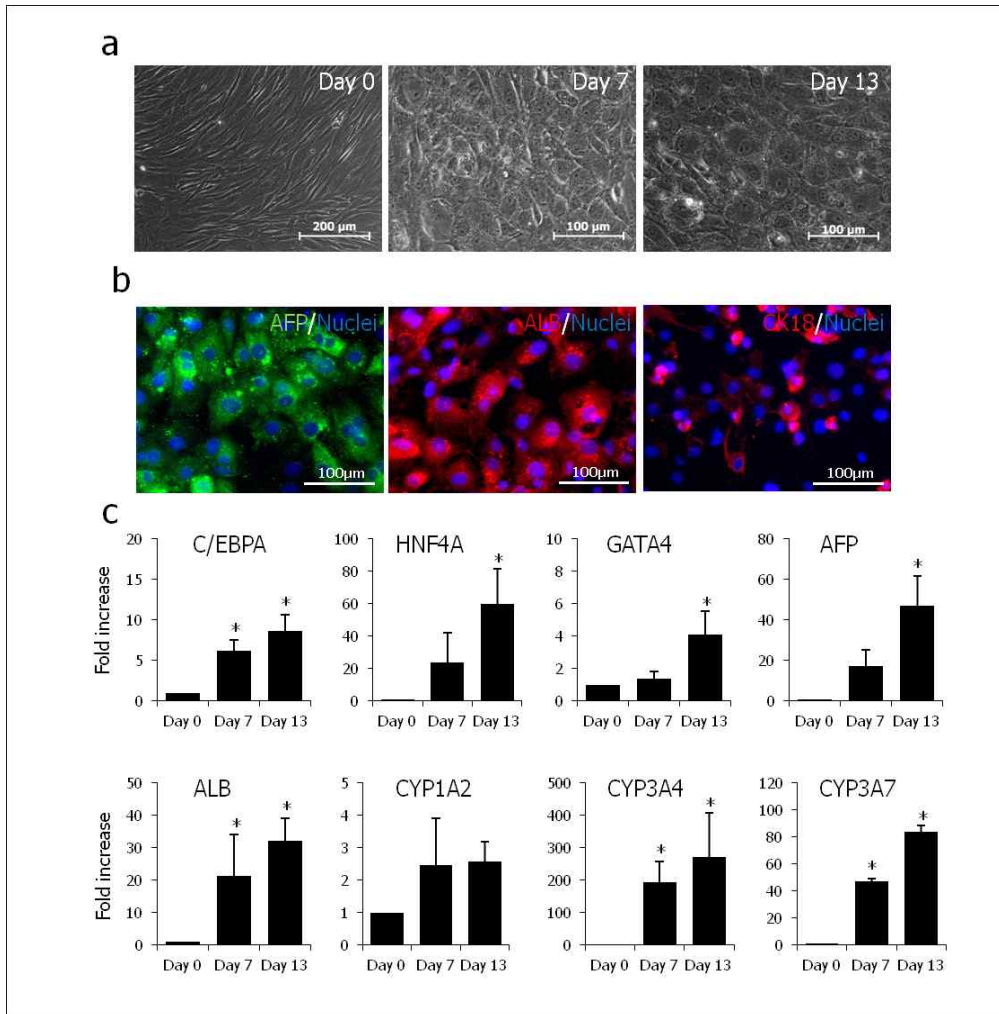 a
Day 0
Day 7
Day 13
200 µm
100 µm
100 µm
b
AFP/Nuclei
ALB/Nuclei
CK18/Nuclei
100µm
100µm
100µm
c
C/EBPA
Fold increase
20
15
10
5
0
*
*
Day 0 Day 7 Day 13
HNF4A
100
80
60
40
20
0
*
Day 0 Day 7 Day 13
GATA4
10
8
6
4
2
0
*
Day 0 Day 7 Day 13
AFP
80
60
40
20
0
*
Day 0 Day 7 Day 13
ALB
Fold increase
50
40
30
20
10
0
*
*
Day 0 Day 7 Day 13
CYP1A2
5
4
3
2
1
0
Day 0 Day 7 Day 13
CYP3A4
500
400
300
200
100
0
*
*
Day 0 Day 7 Day 13
CYP3A7
120
100
80
60
40
20
0
*
*
Day 0 Day 7 Day 13